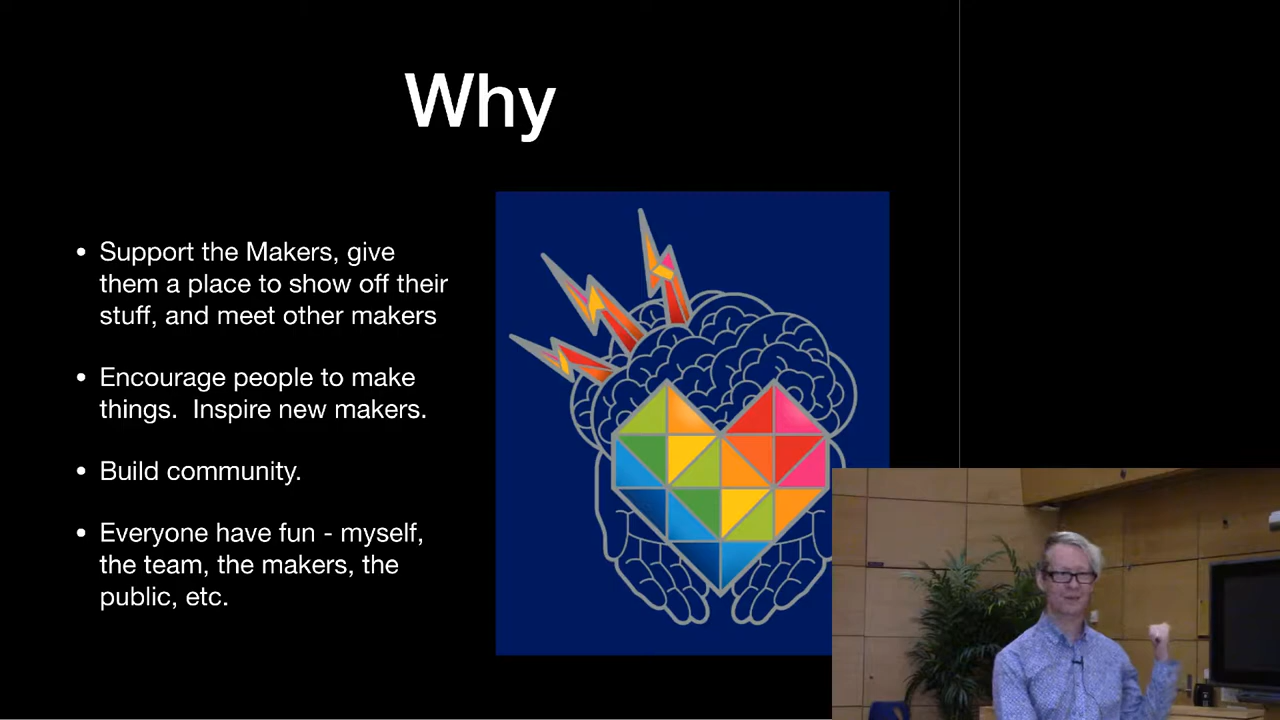 Why
• Support the Makers, give
them a place to show off their
stuff, and meet other makers
• Encourage people to make
things.  Inspire new makers.
• Build community.
• Everyone have fun - myself,
the team, the makers, the
public, etc.